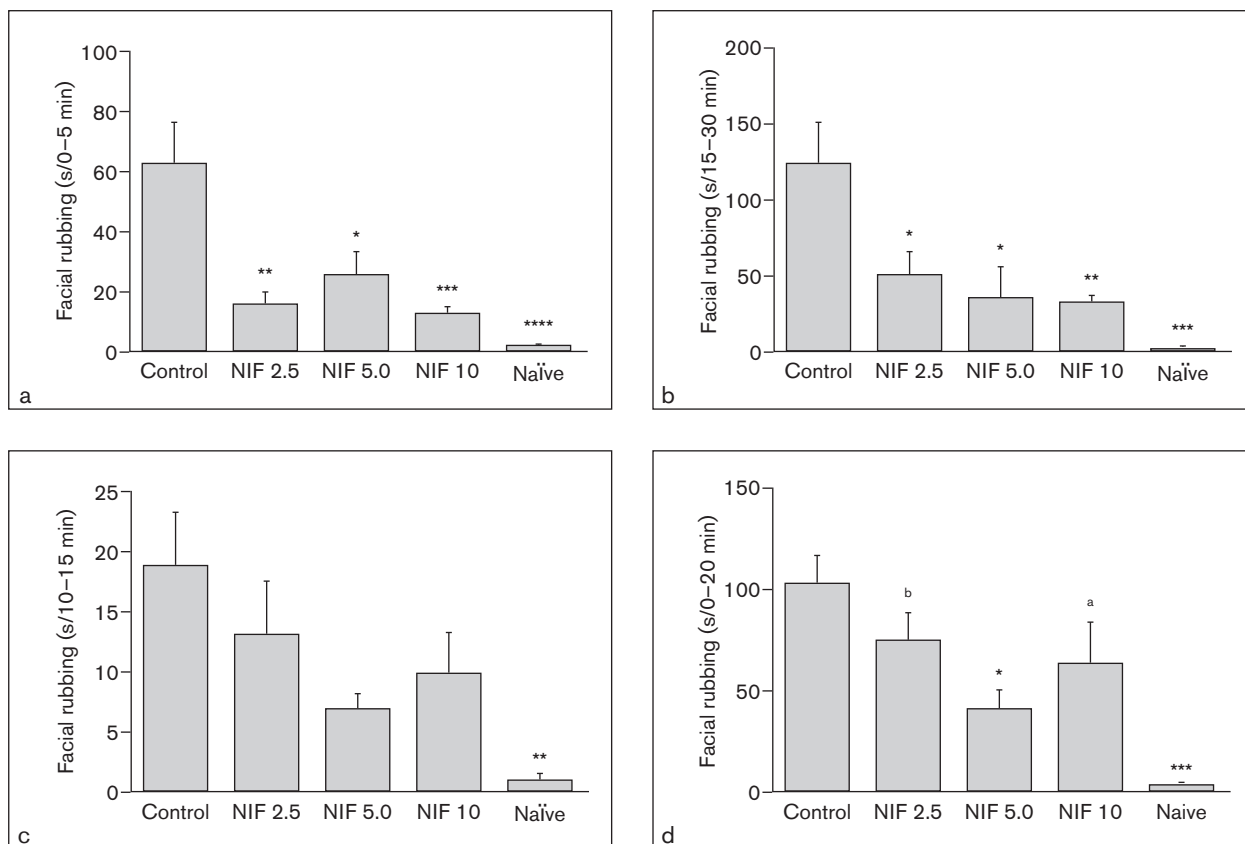 100
80
60
40
20
0
Facial rubbing (s/0–5 min)
**
*
***
****
Control NIF 2.5 NIF 5.0 NIF 10 Naïve
a
200
150
100
50
0
Facial rubbing (s/15–30 min)
*
*
**
***
Control NIF 2.5 NIF 5.0 NIF 10 Naïve
b
25
20
15
10
5
0
Facial rubbing (s/10–15 min)
**
Control NIF 2.5 NIF 5.0 NIF 10 Naïve
c
150
100
50
0
Facial rubbing (s/0–20 min)
b
*
a
***
Control NIF 2.5 NIF 5.0 NIF 10 Naive
d